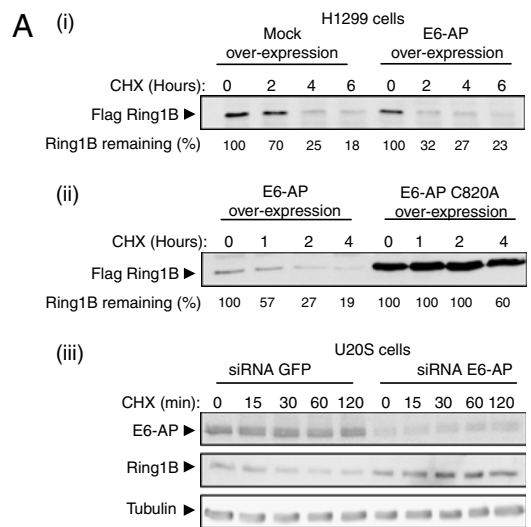 A (i) H1299 cells
Mock over-expression E6-AP over-expression
CHX (Hours): 0 2 4 6 0 2 4 6
Flag Ring1B ►
Ring1B remaining (%) 100 70 25 18 100 32 27 23
(ii) E6-AP over-expression E6-AP C820A over-expression
CHX (Hours): 0 1 2 4 0 1 2 4
Flag Ring1B ►
Ring1B remaining (%) 100 57 27 19 100 100 100 60
(iii) U20S cells
siRNA GFP siRNA E6-AP
CHX (min): 0 15 30 60 120 0 15 30 60 120
E6-AP ►
Ring1B ►
Tubulin ►